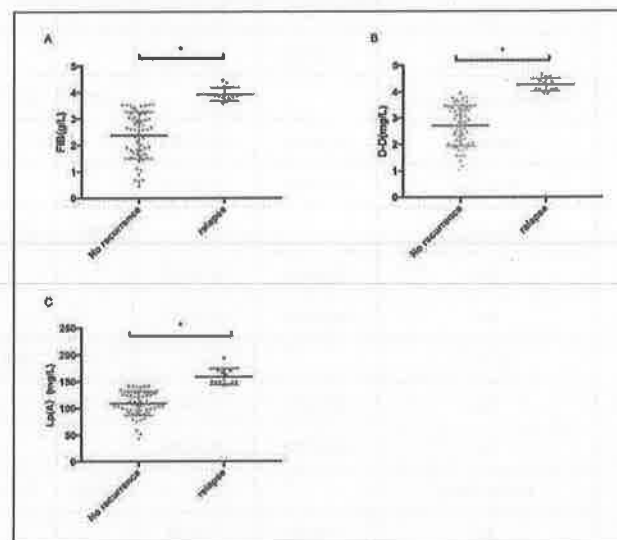 A
*
5
4
3
2
1
0
FIB(g/L)
No recurrence
relapse
B
*
5
4
3
2
1
0
D-D(mg/L)
No recurrence
relapse
C
*
250
200
150
100
50
0
Lp(A) (mg/L)
No recurrence
relapse